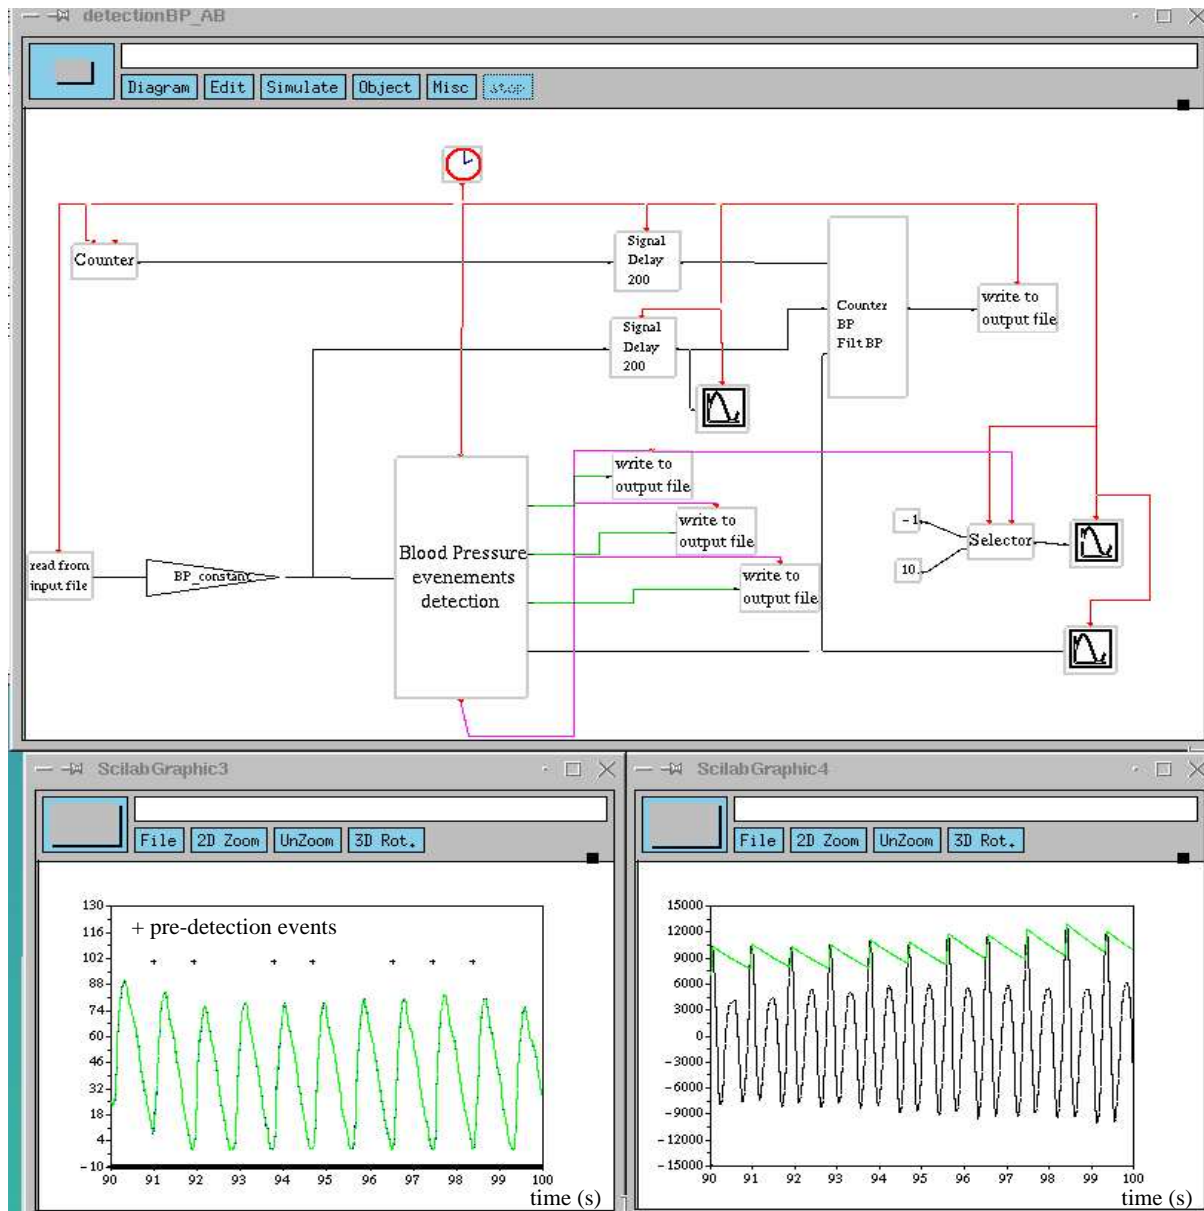 detectionBP_AB
Diagram Edit Simulate Object Misc stop
Counter
Signal
Delay
200
Signal
Delay
200
Counter
BP
Filt BP
write to
output file
write to
output file
write to
output file
write to
output file
-1
10
Selector
read from
input file
BP_constant
Blood Pressure
evenements
detection
ScilabGraphic3
File 2D Zoom UnZoom 3D Rot.
+ pre-detection events
130
116
102
88
74
60
46
32
18
4
-10
90 91 92 93 94 95 96 97 98 99 100
time (s)
ScilabGraphic4
File 2D Zoom UnZoom 3D Rot.
15000
12000
9000
6000
3000
0
-3000
-6000
-9000
-12000
-15000
90 91 92 93 94 95 96 97 98 99 100
time (s)